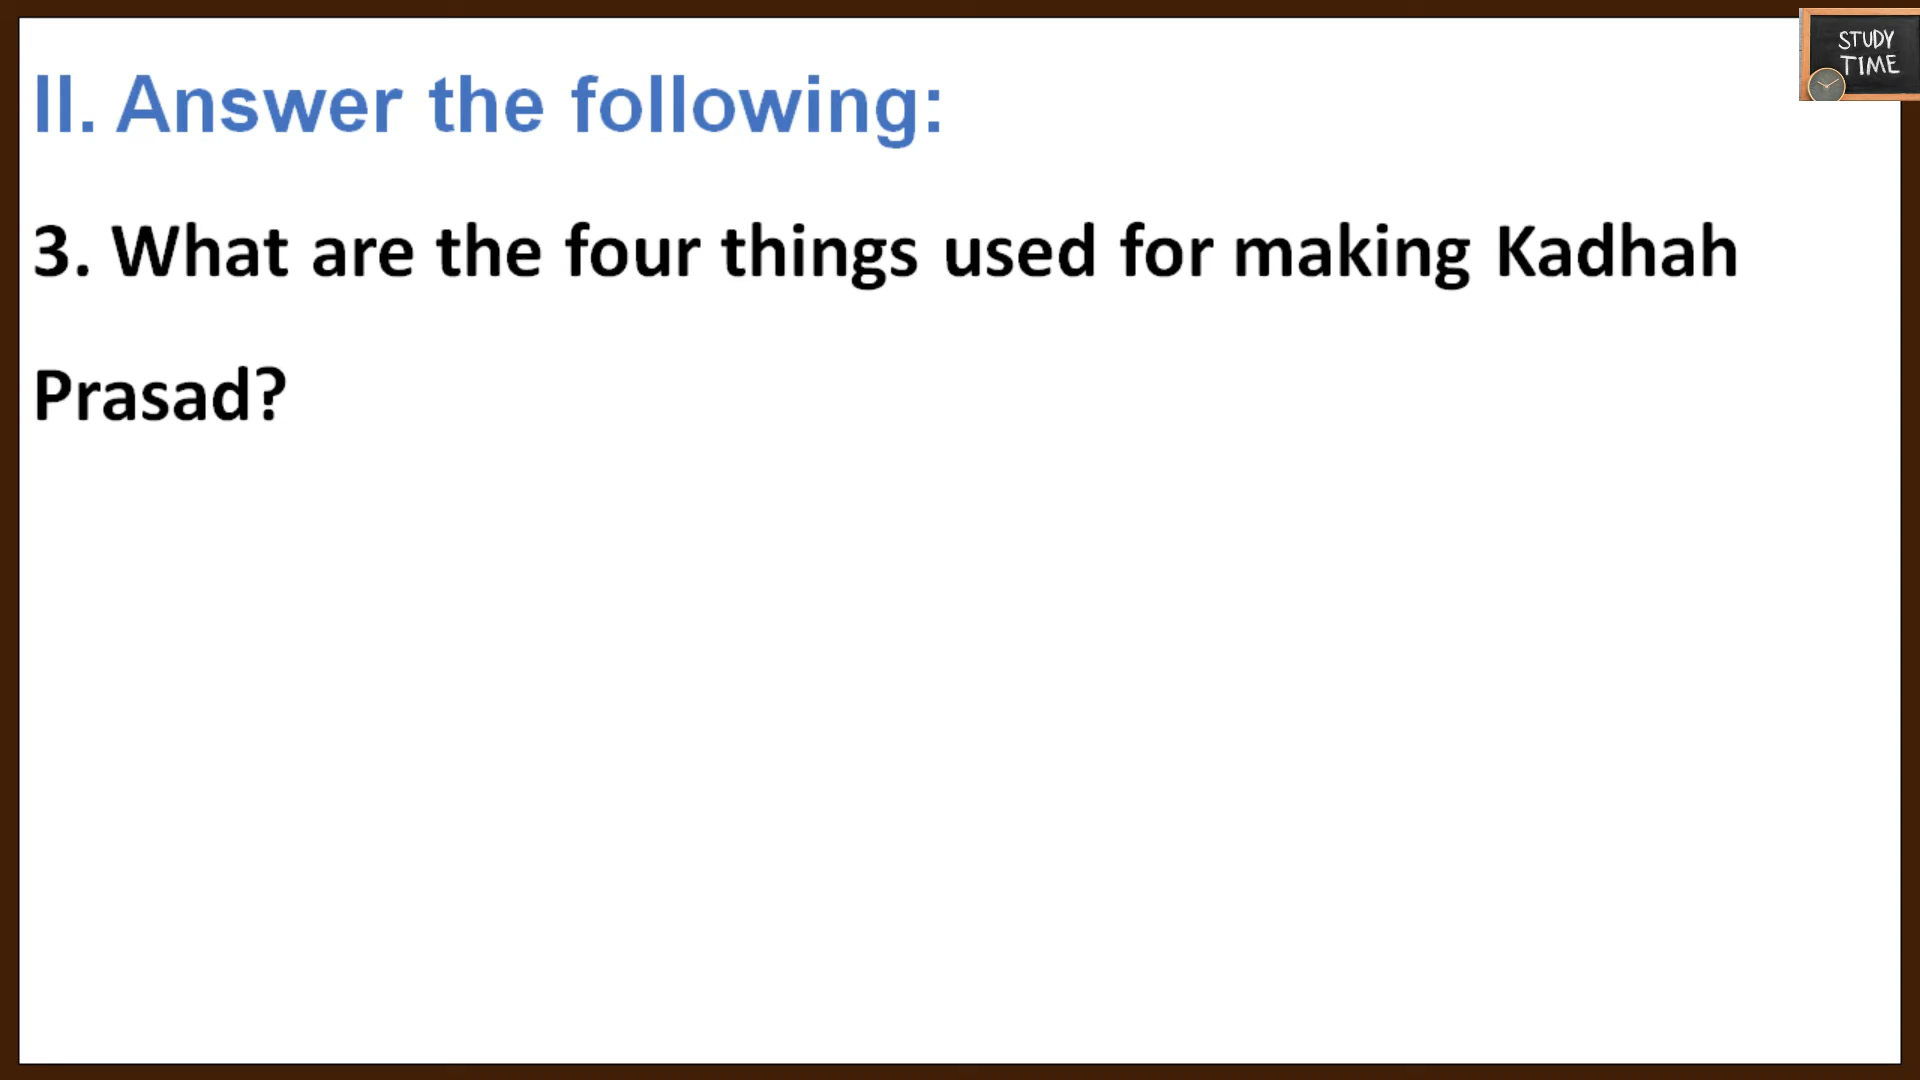 STUDY
TIME
II. Answer the following:
3. What are the four things used for making Kadhah
Prasad?